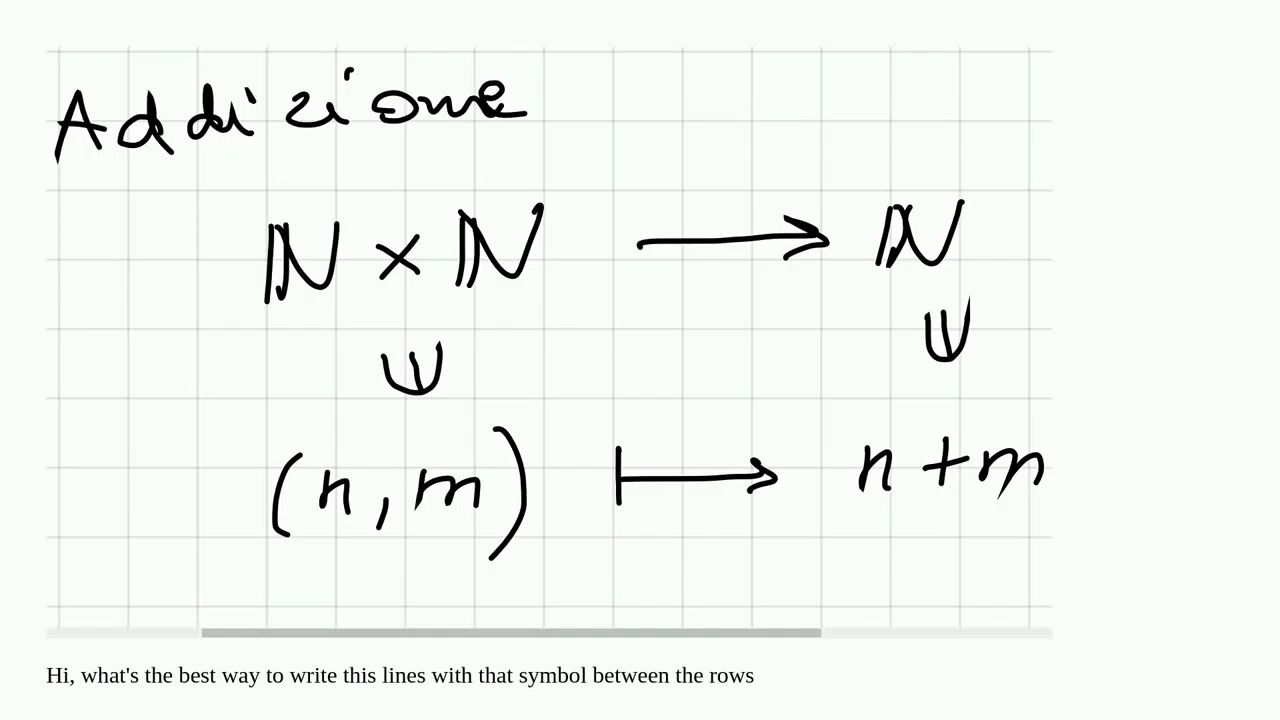 Addizione
ℕ × ℕ ⟶ ℕ
⋓ ⋓
(n, m) ⟼ n + m
Hi, what's the best way to write this lines with that symbol between the rows